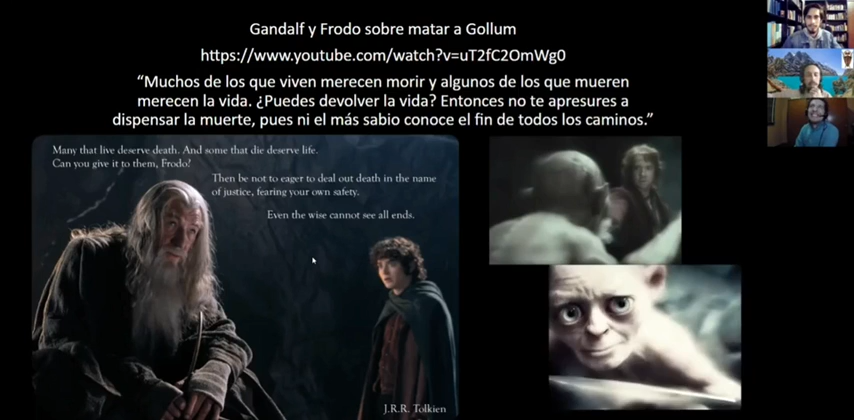 Gandalf y Frodo sobre matar a Gollum
https://www.youtube.com/watch?v=uT2fC2OmWg0
“Muchos de los que viven merecen morir y algunos de los que mueren
merecen la vida. ¿Puedes devolver la vida? Entonces no te apresures a
dispensar la muerte, pues ni el más sabio conoce el fin de todos los caminos.”
Many that live deserve death. And some that die deserve life.
Can you give it to them, Frodo?
Then be not to eager to deal out death in the name
of justice, fearing your own safety.
Even the wise cannot see all ends.
J.R.R. Tolkien